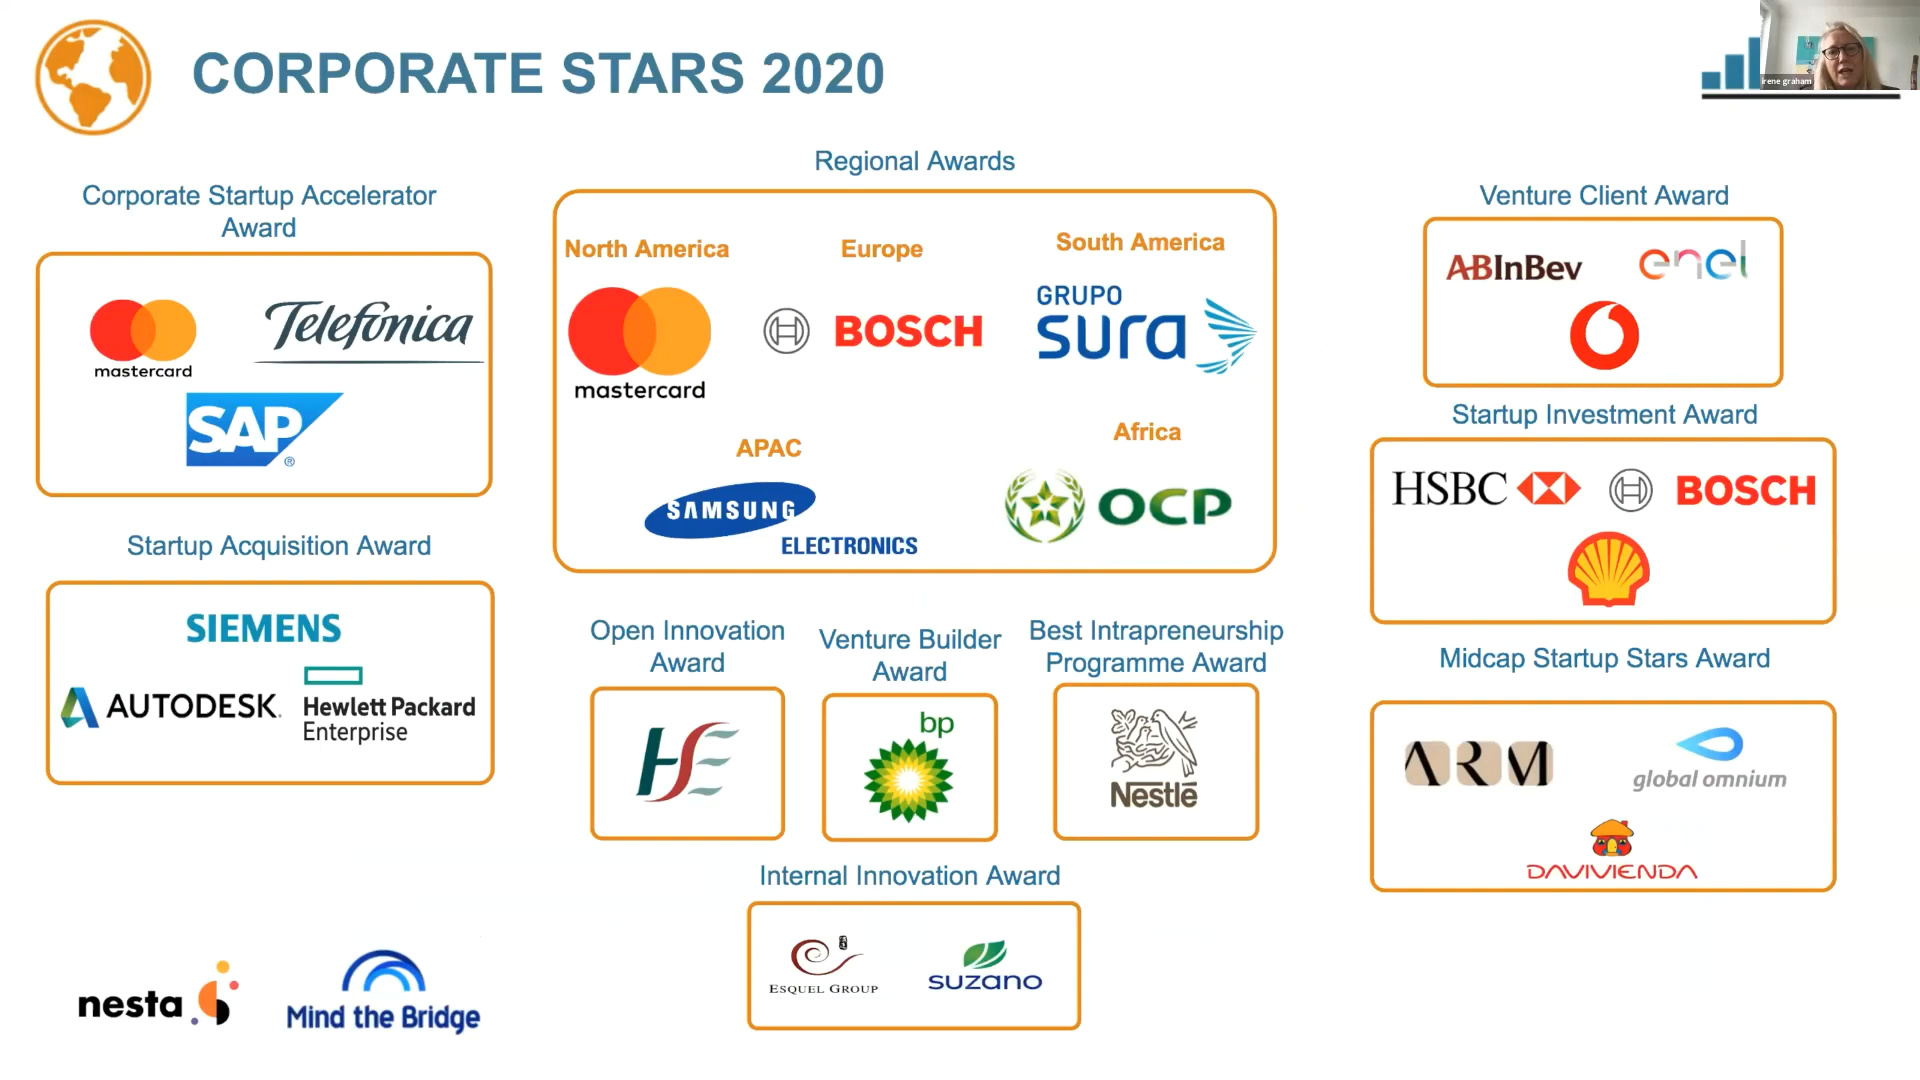 CORPORATE STARS 2020
irene graham
Corporate Startup Accelerator
Award
mastercard
Telefónica
SAP
®
Startup Acquisition Award
SIEMENS
AUTODESK.
Hewlett Packard
Enterprise
Regional Awards
North America
mastercard
Europe
BOSCH
South America
GRUPO
sura
APAC
SAMSUNG
ELECTRONICS
Africa
OCP
Open Innovation
Award
HSE
Venture Builder
Award
bp
Best Intrapreneurship
Programme Award
Nestlé
Internal Innovation Award
ESQUEL GROUP
suzano
Venture Client Award
ABInBev
enel
Startup Investment Award
HSBC
BOSCH
Midcap Startup Stars Award
ARM
global omnium
DAVIVIENDA
nesta
Mind the Bridge